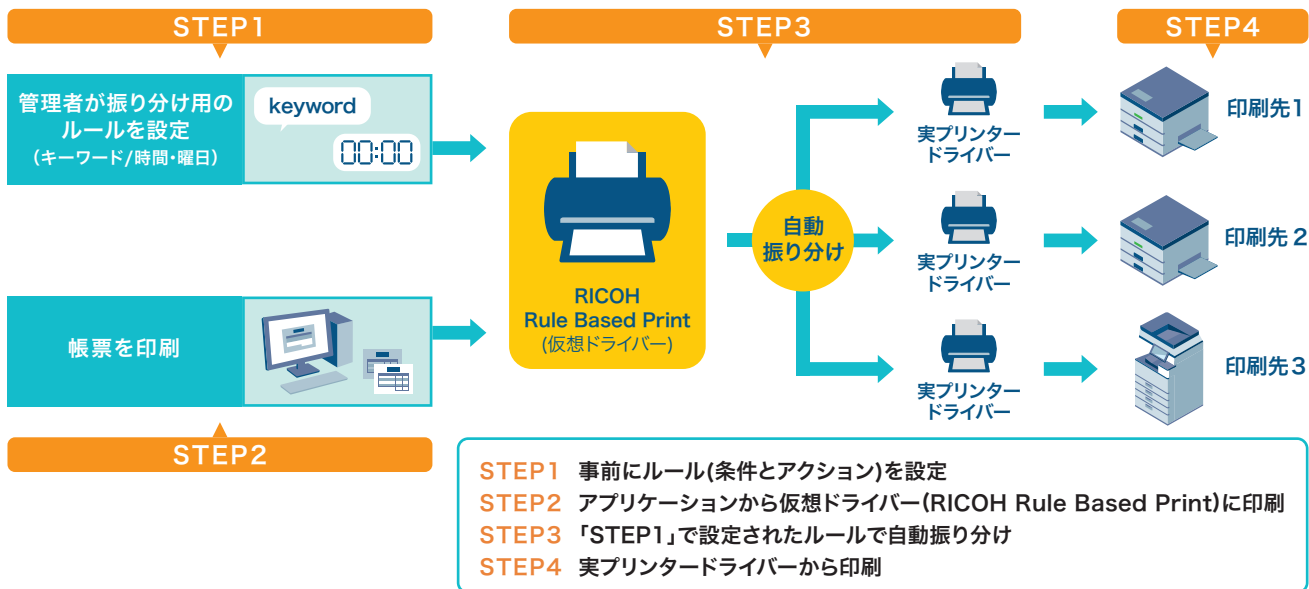 STEP1
管理者が振り分け用の
ルールを設定
(キーワード/時間・曜日)
keyword
00:00
帳票を印刷
STEP2
STEP3
RICOH
Rule Based Print
(仮想ドライバー)
自動
振り分け
実プリンター
ドライバー
実プリンター
ドライバー
実プリンター
ドライバー
STEP4
印刷先1
印刷先2
印刷先3
STEP1 事前にルール(条件とアクション)を設定
STEP2 アプリケーションから仮想ドライバー(RICOH Rule Based Print)に印刷
STEP3 「STEP1」で設定されたルールで自動振り分け
STEP4 実プリンタードライバーから印刷